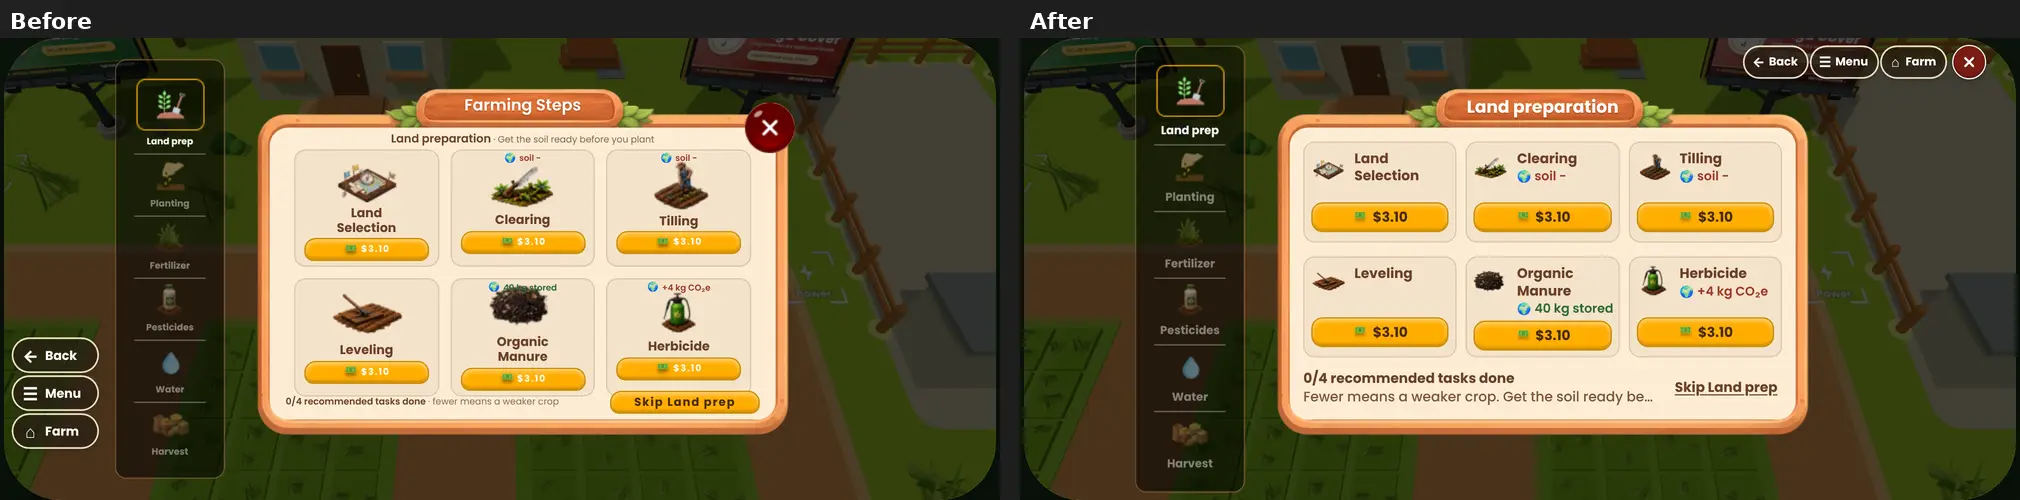 Before
Farming Steps
Land preparation · Get the soil ready before you plant
Land prep
Planting
Fertilizer
Pesticides
Water
Harvest
Back
Menu
Farm
Land
Selection
$3.10
soil -
Clearing
$3.10
soil -
Tilling
$3.10
Leveling
$3.10
40 kg stored
Organic
Manure
$3.10
+4 kg CO₂e
Herbicide
$3.10
0/4 recommended tasks done · fewer means a weaker crop
Skip Land prep
After
Back
Menu
Farm
Land preparation
Land prep
Planting
Fertilizer
Pesticides
Water
Harvest
Land
Selection
$3.10
Clearing
soil -
$3.10
Tilling
soil -
$3.10
Leveling
$3.10
Organic
Manure
40 kg stored
$3.10
Herbicide
+4 kg CO₂e
$3.10
0/4 recommended tasks done
Fewer means a weaker crop. Get the soil ready be...
Skip Land prep